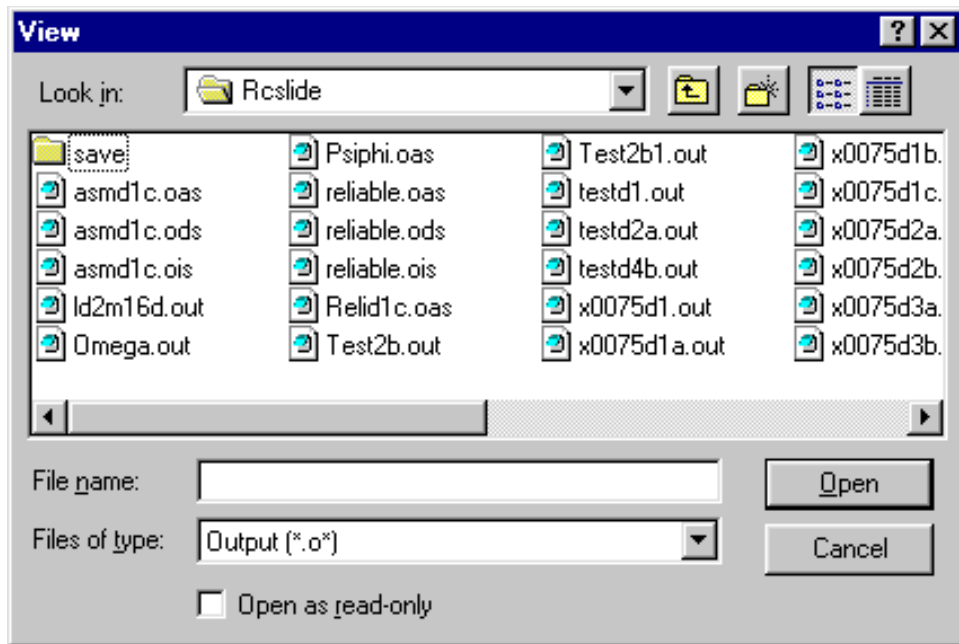 View
Look in: Rcslide
save Psiphi.oas Test2b1.out x0075d1b.
asmd1c.oas reliable.oas testd1.out x0075d1c.
asmd1c.ods reliable.ods testd2a.out x0075d2a.
asmd1c.ois reliable.ois testd4b.out x0075d2b.
ld2m16d.out Relid1c.oas x0075d1.out x0075d3a.
Omega.out Test2b.out x0075d1a.out x0075d3b.
File name: Open
Files of type: Output (*.o*) Cancel
Open as read-only